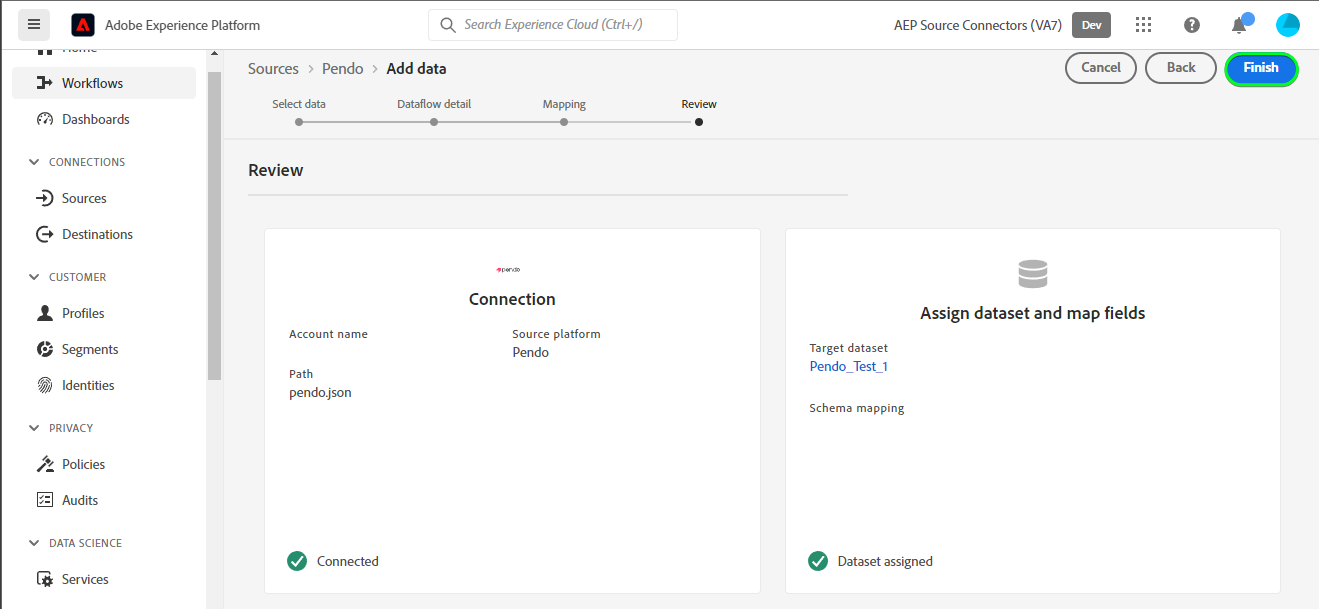 Adobe Experience Platform
Search Experience Cloud (Ctrl+/)
AEP Source Connectors (VA7)
Dev
Home
Workflows
Dashboards
CONNECTIONS
Sources
Destinations
CUSTOMER
Profiles
Segments
Identities
PRIVACY
Policies
Audits
DATA SCIENCE
Services
Sources > Pendo > Add data
Cancel
Back
Finish
Select data
Dataflow detail
Mapping
Review
Review
pendo
Connection
Account name
Source platform
Pendo
Path
pendo.json
Connected
Assign dataset and map fields
Target dataset
Pendo_Test_1
Schema mapping
Dataset assigned